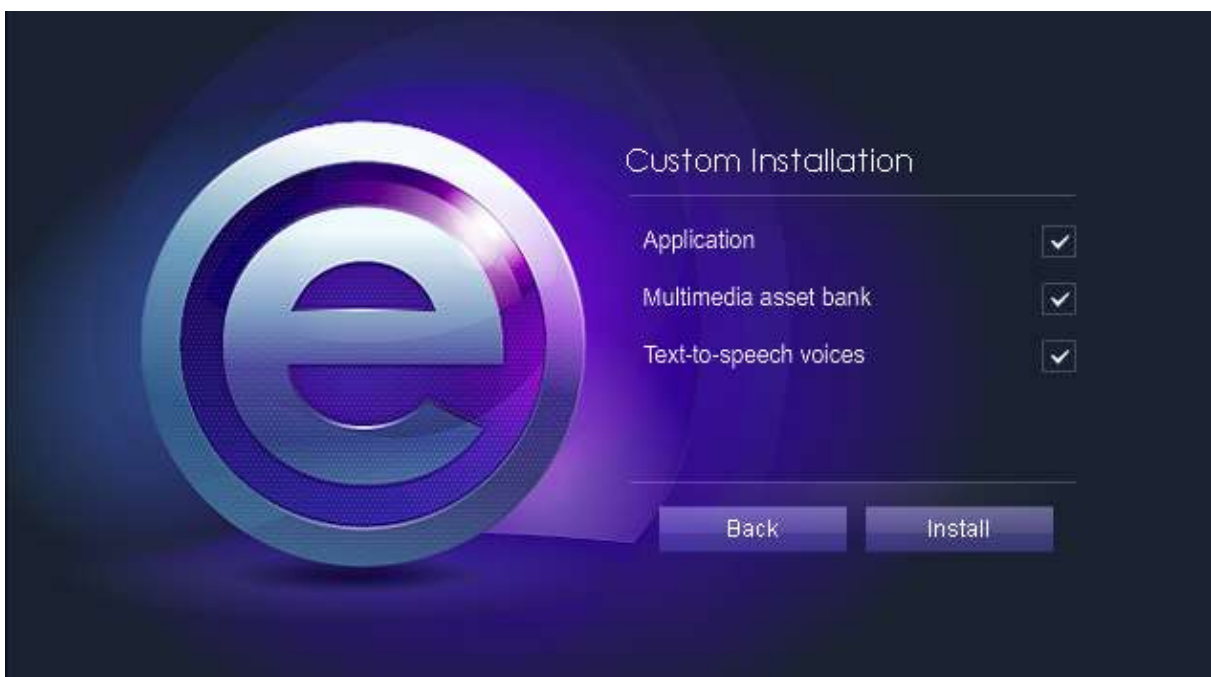 e
Custom Installation
Application
Multimedia asset bank
Text-to-speech voices
Back
Install